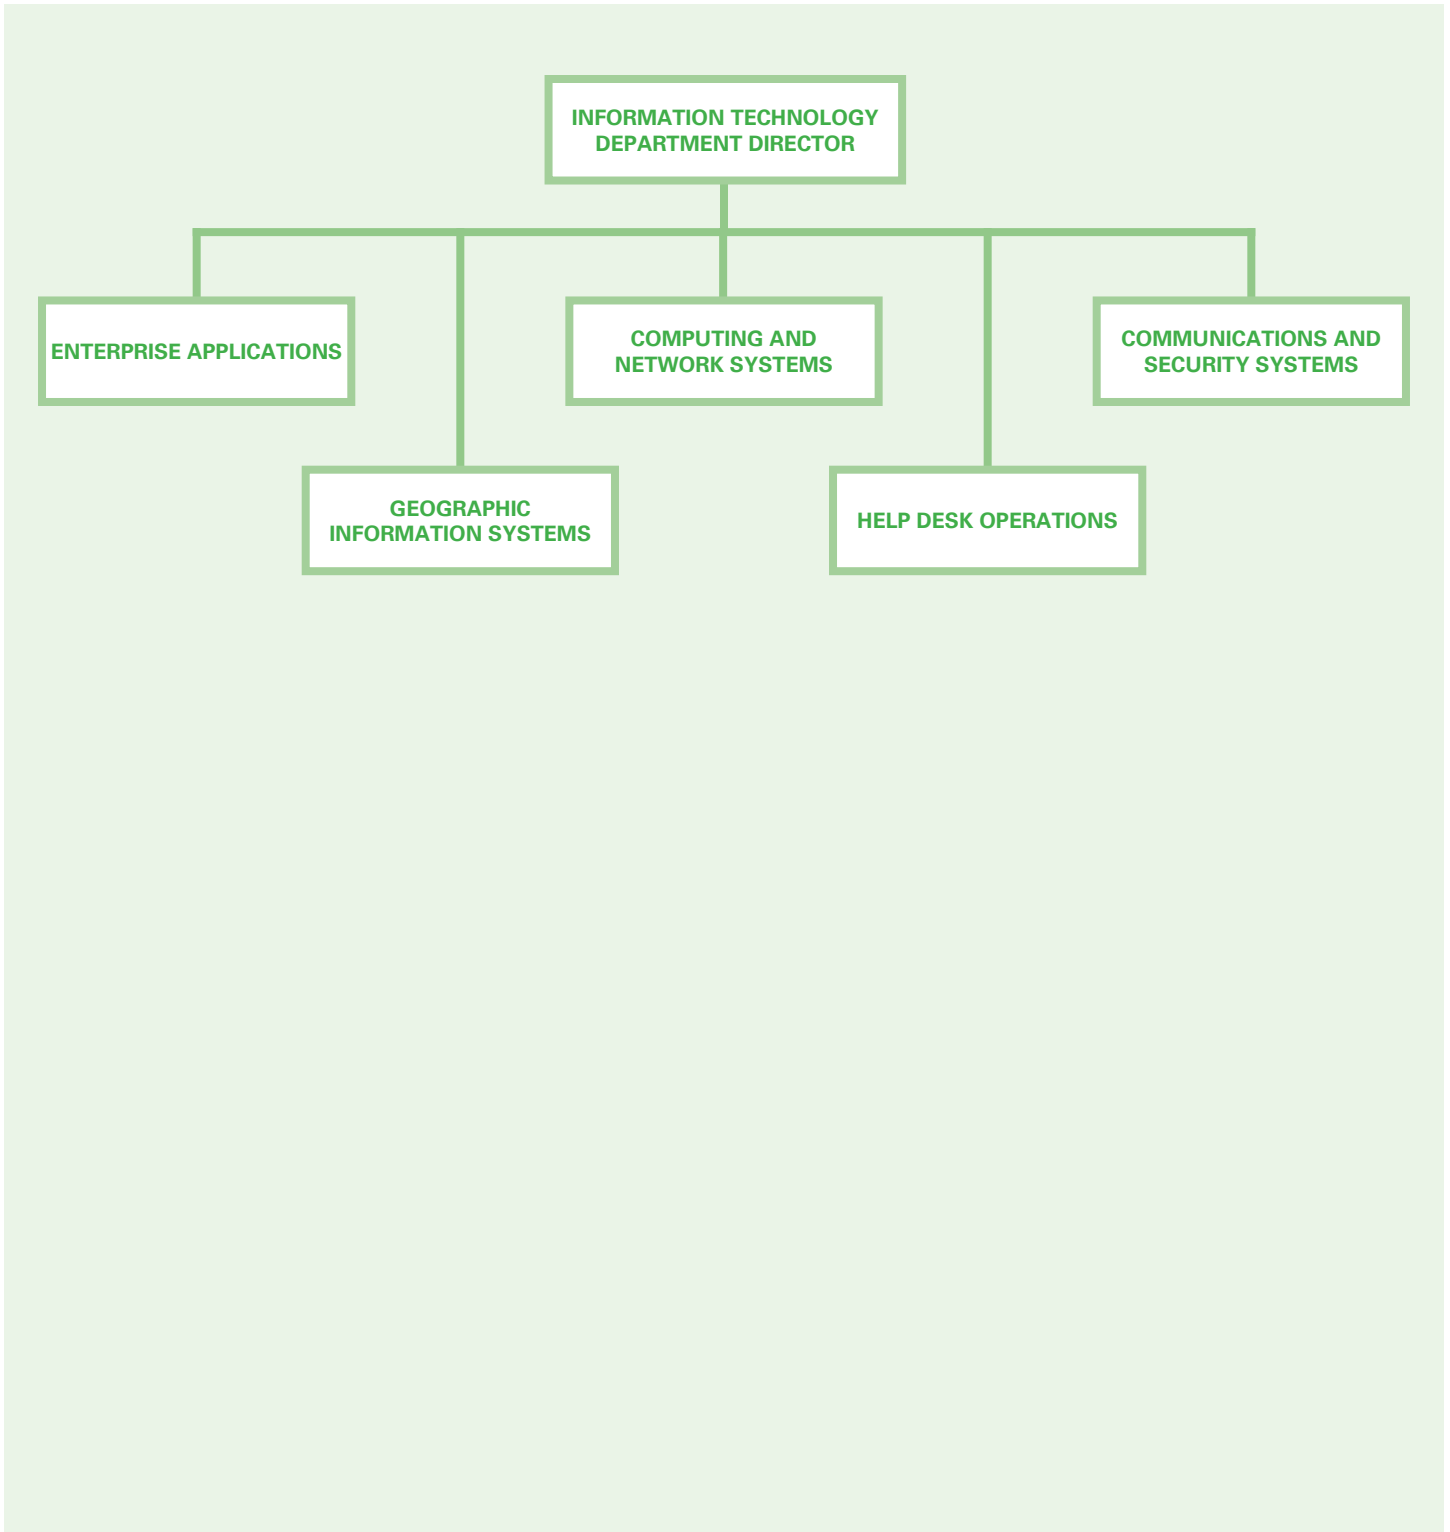 INFORMATION TECHNOLOGY
DEPARTMENT DIRECTOR
ENTERPRISE APPLICATIONS
COMPUTING AND
NETWORK SYSTEMS
COMMUNICATIONS AND
SECURITY SYSTEMS
GEOGRAPHIC
INFORMATION SYSTEMS
HELP DESK OPERATIONS